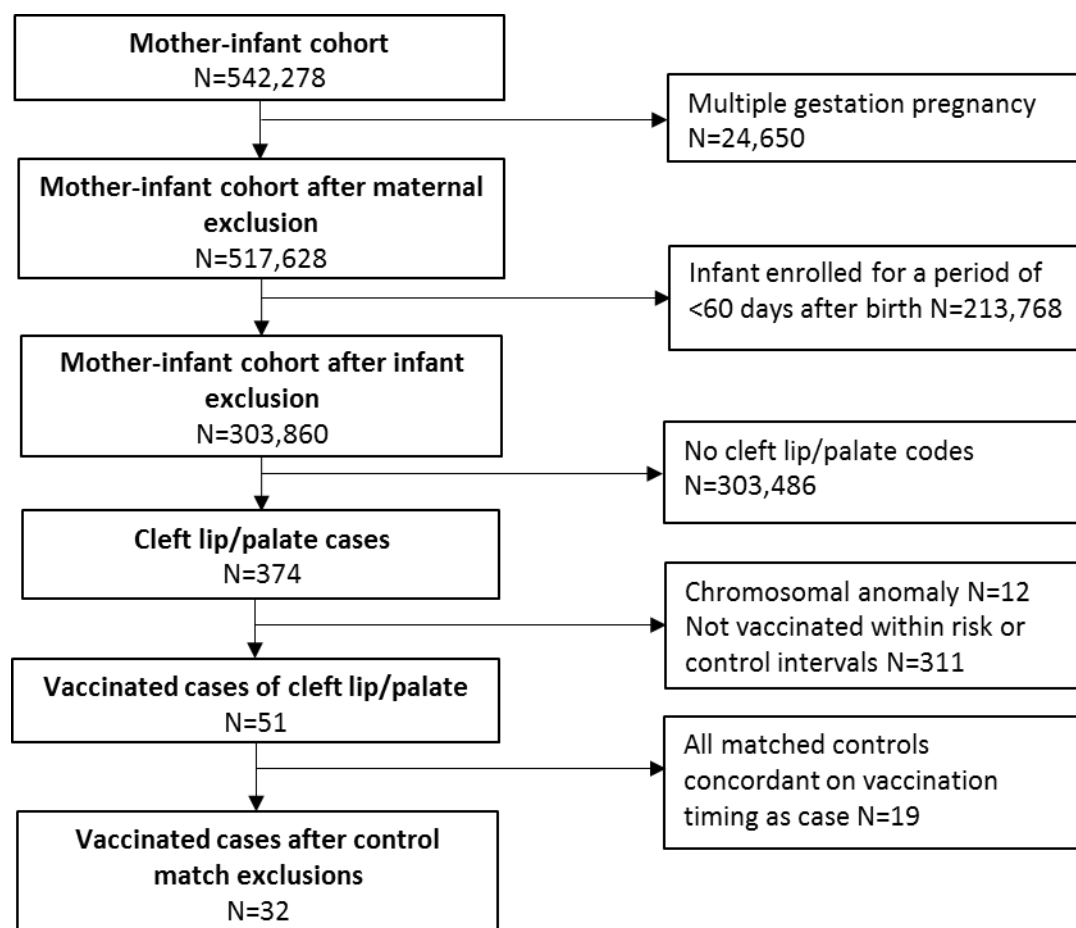 Mother-infant cohort
N=542,278
Multiple gestation pregnancy
N=24,650
Mother-infant cohort after maternal
exclusion
N=517,628
Infant enrolled for a period of
<60 days after birth N=213,768
Mother-infant cohort after infant
exclusion
N=303,860
No cleft lip/palate codes
N=303,486
Cleft lip/palate cases
N=374
Chromosomal anomaly N=12
Not vaccinated within risk or
control intervals N=311
Vaccinated cases of cleft lip/palate
N=51
All matched controls
concordant on vaccination
timing as case N=19
Vaccinated cases after control
match exclusions
N=32